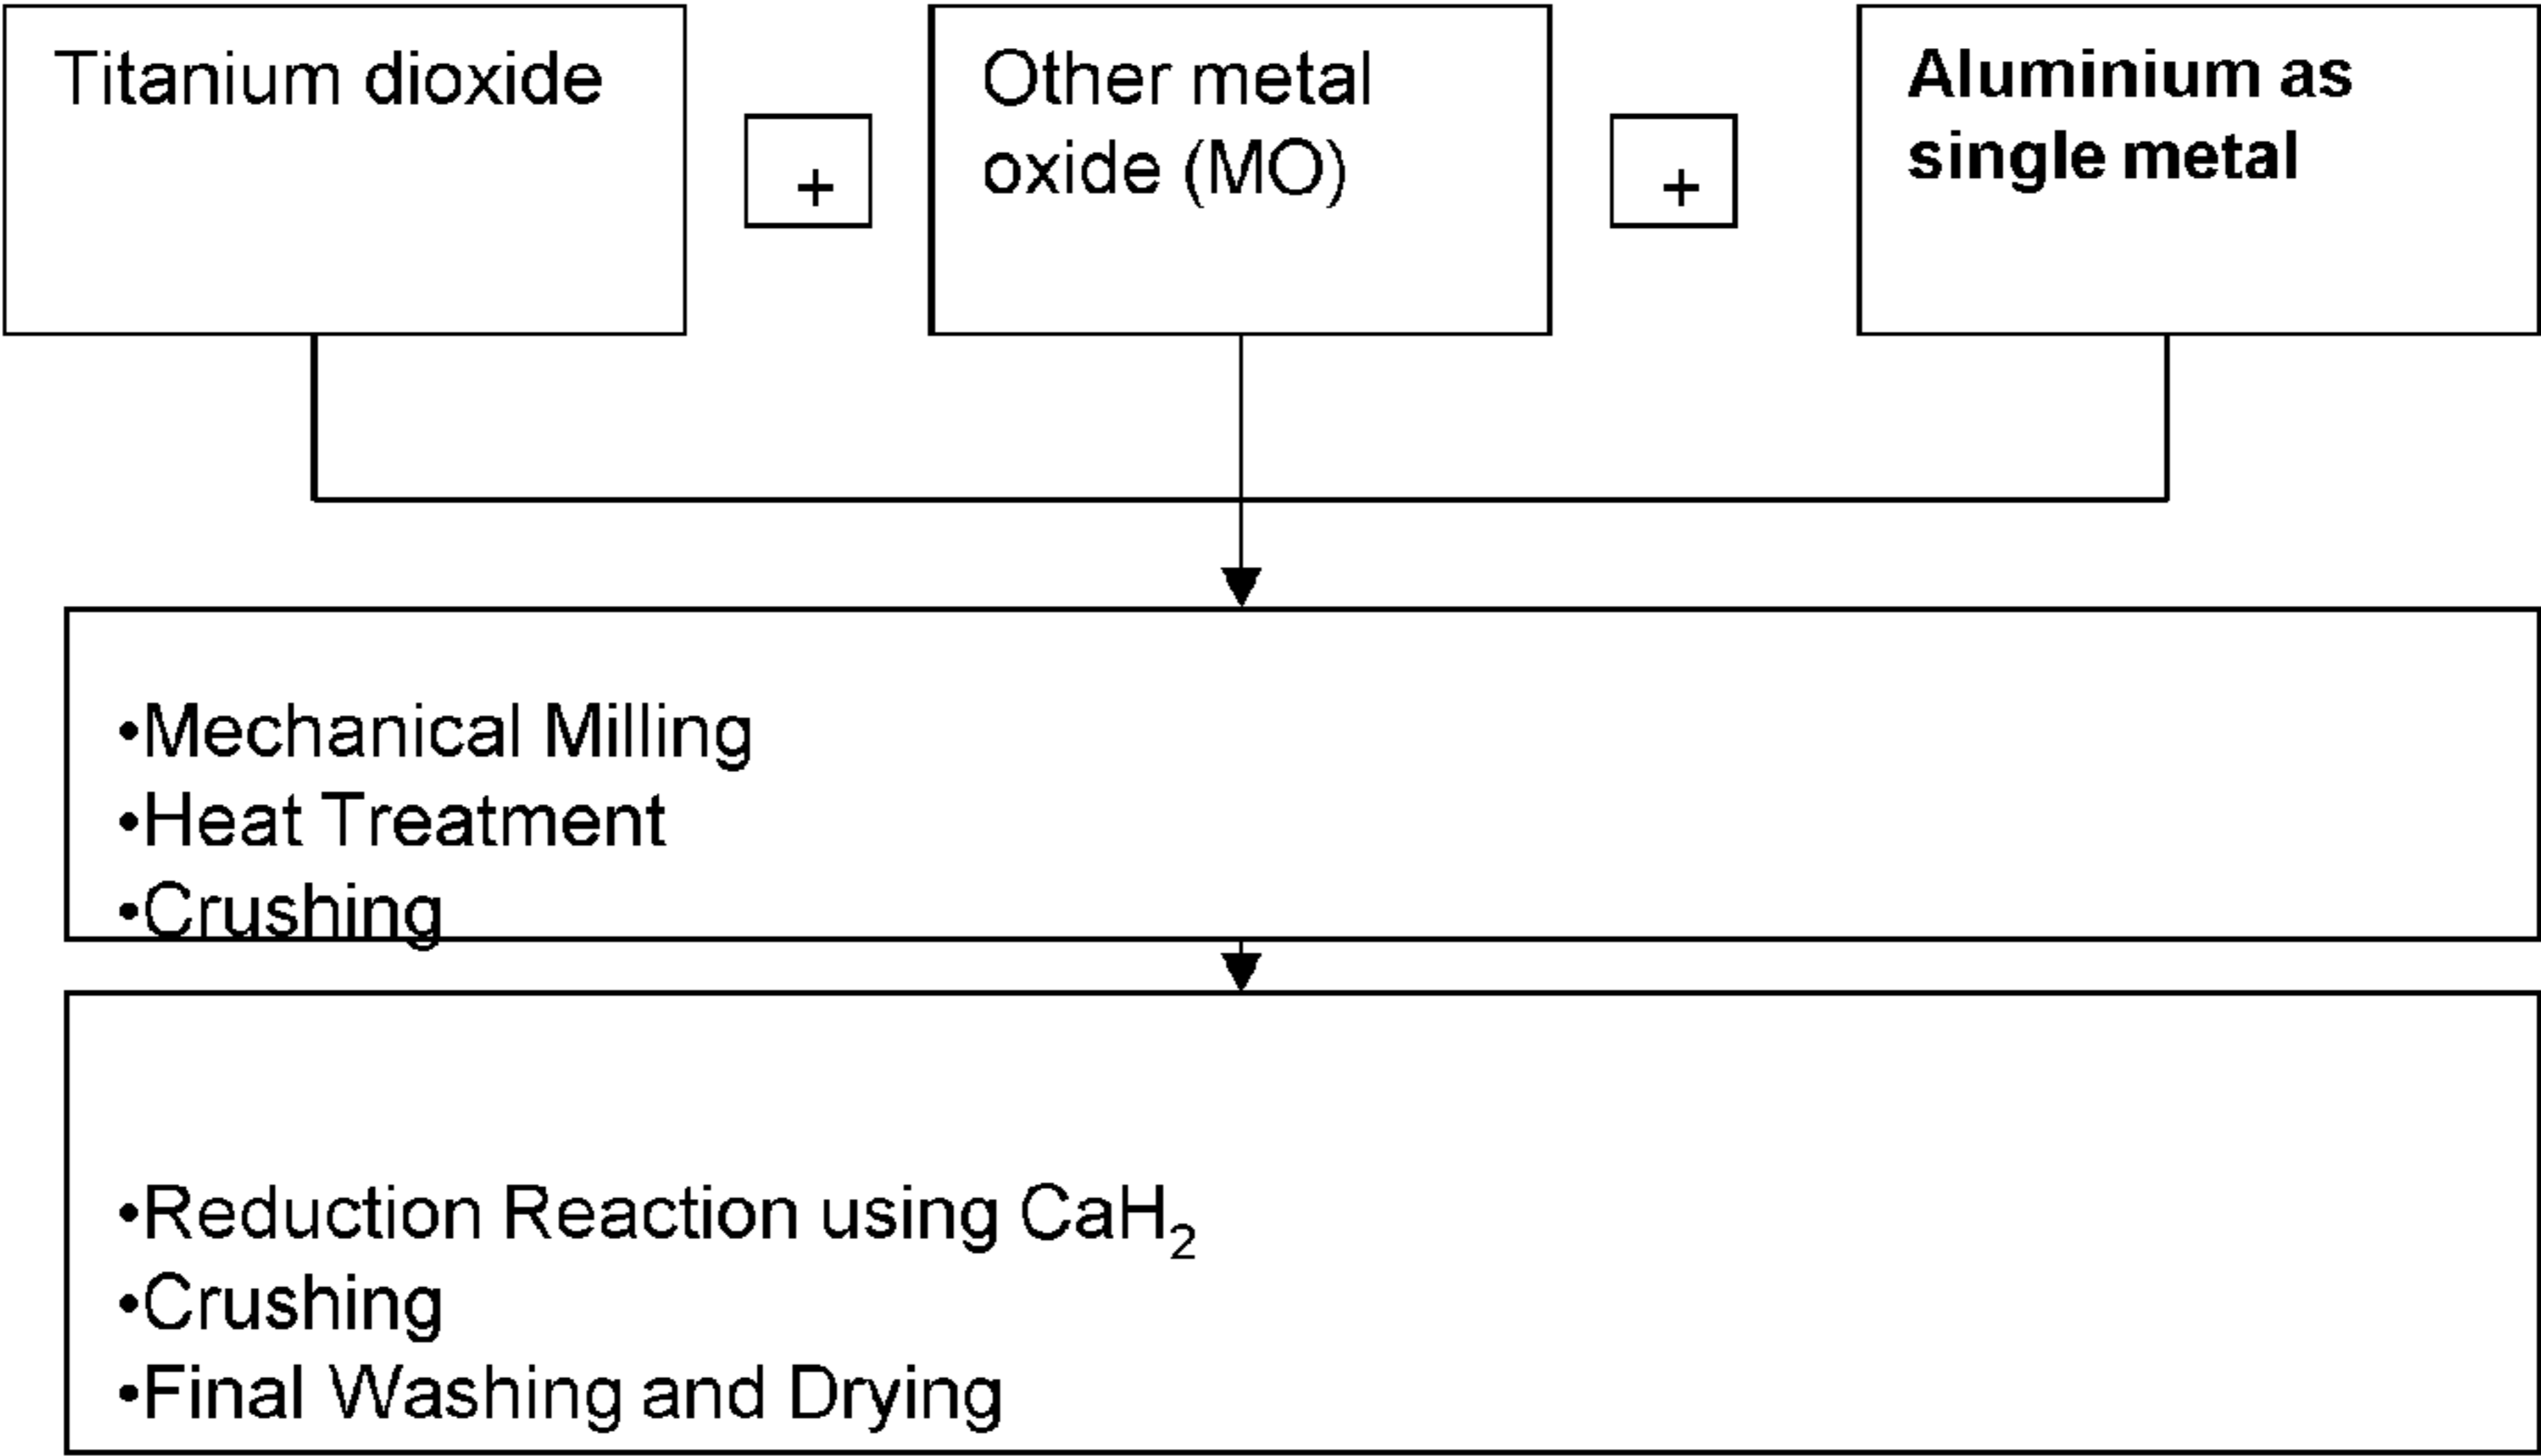 Titanium dioxide
+
Other metal
oxide (MO)
+
Aluminium as
single metal
•Mechanical Milling
•Heat Treatment
•Crushing
•Reduction Reaction using CaH₂
•Crushing
•Final Washing and Drying